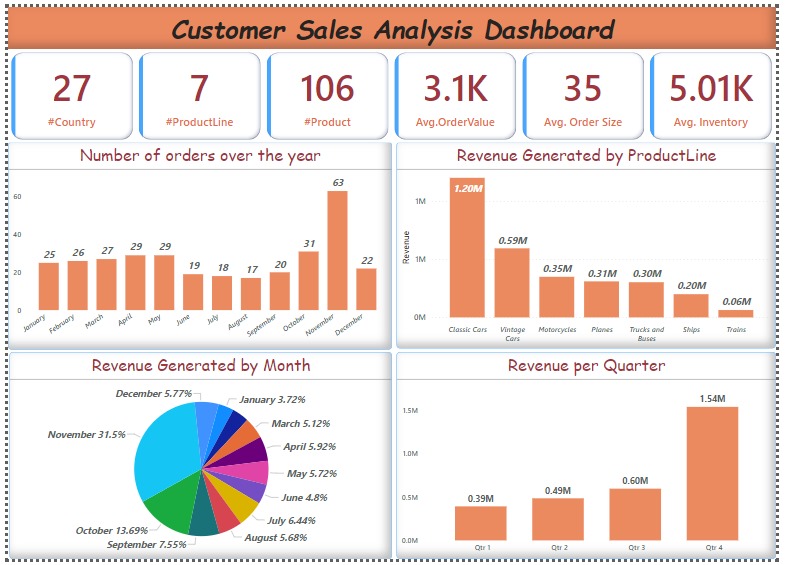 Customer Sales Analysis Dashboard
27
#Country
7
#ProductLine
106
#Product
3.1K
Avg.OrderValue
35
Avg. Order Size
5.01K
Avg. Inventory
Number of orders over the year
60
40
20
0
25
26
27
29
29
19
18
17
20
31
63
22
January
February
March
April
May
June
July
August
September
October
November
December
Revenue Generated by ProductLine
Revenue
1M
1M
0M
1.20M
0.59M
0.35M
0.31M
0.30M
0.20M
0.06M
Classic Cars
Vintage
Cars
Motorcycles
Planes
Trucks and
Buses
Ships
Trains
Revenue Generated by Month
December 5.77%
January 3.72%
March 5.12%
April 5.92%
May 5.72%
June 4.8%
July 6.44%
August 5.68%
September 7.55%
October 13.69%
November 31.5%
Revenue per Quarter
1.5M
1.0M
0.5M
0.0M
0.39M
0.49M
0.60M
1.54M
Qtr 1
Qtr 2
Qtr 3
Qtr 4